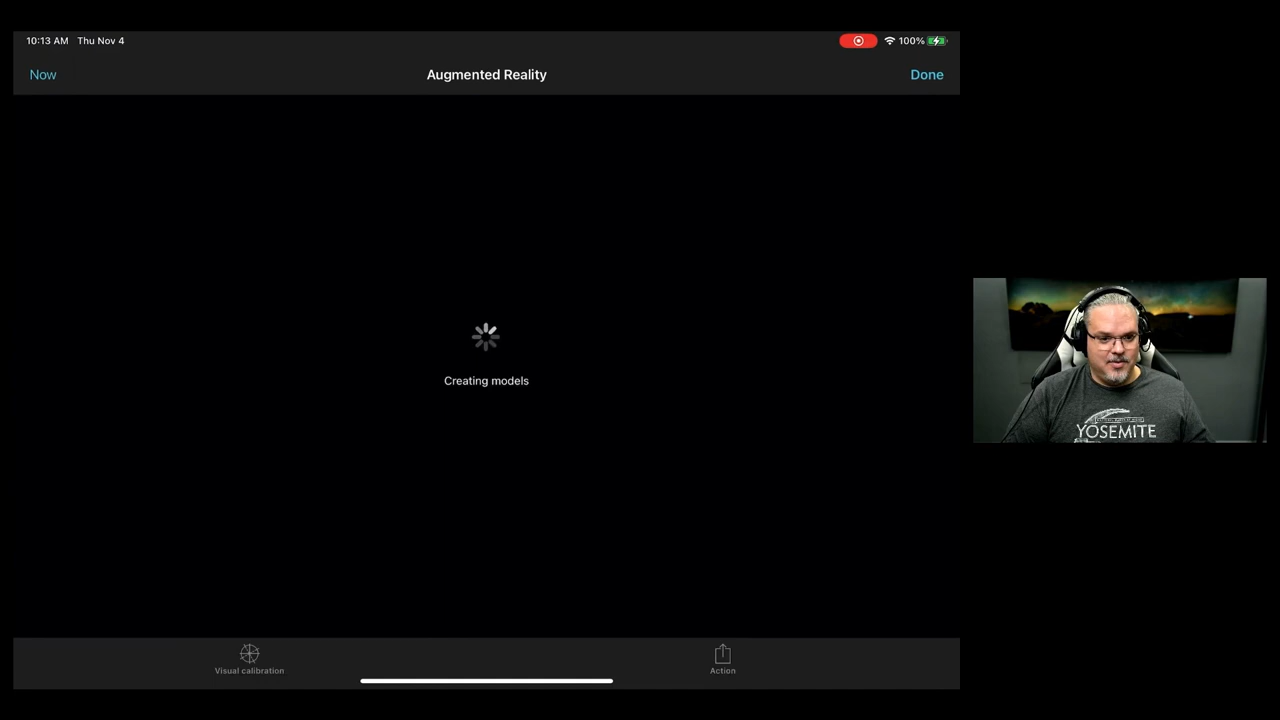 10:13 AM Thu Nov 4
100%
Now
Augmented Reality
Done
Creating models
Visual calibration
Action
YOSEMITE